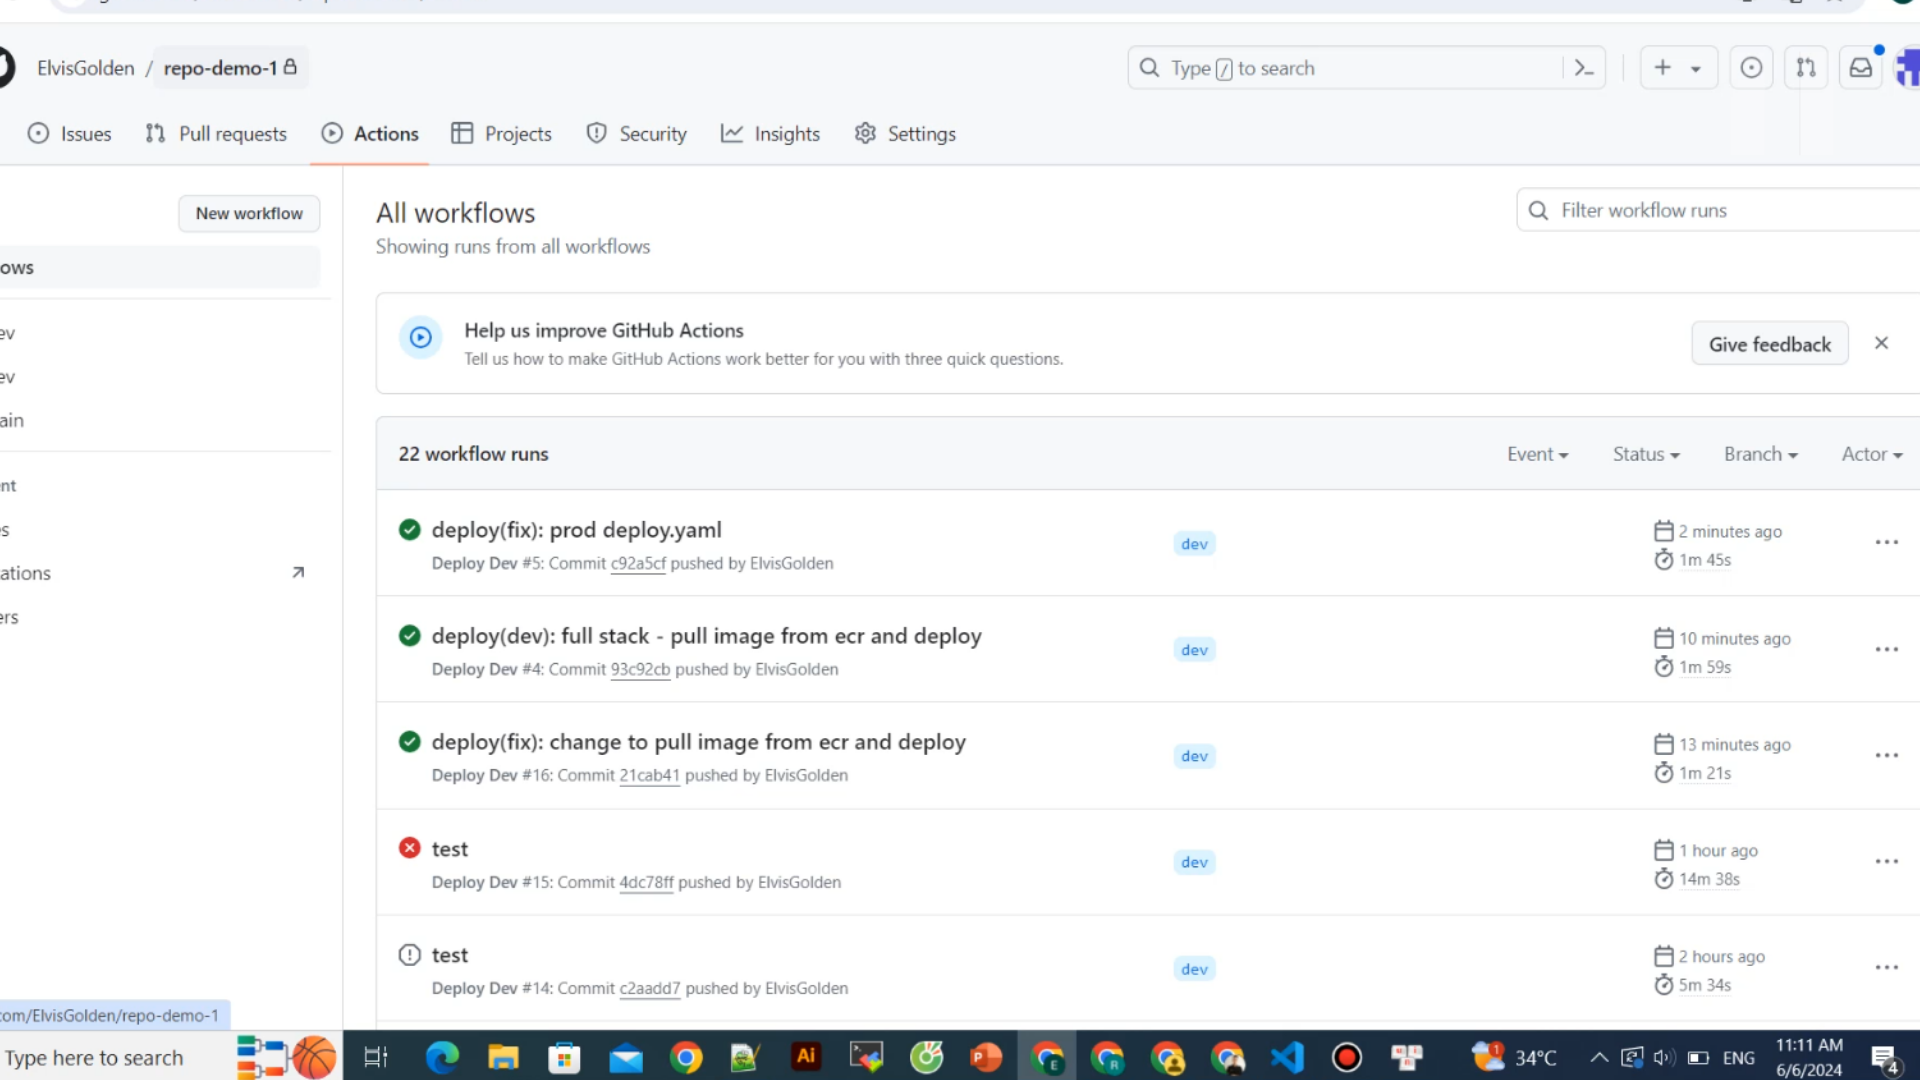 ElvisGolden / repo-demo-1
Type / to search
Issues
Pull requests
Actions
Projects
Security
Insights
Settings
New workflow
ows
ev
ev
ain
nt
s
ations
ers
All workflows
Showing runs from all workflows
Filter workflow runs
Help us improve GitHub Actions
Tell us how to make GitHub Actions work better for you with three quick questions.
Give feedback
22 workflow runs
Event
Status
Branch
Actor
deploy(fix): prod deploy.yaml
Deploy Dev #5: Commit c92a5cf pushed by ElvisGolden
dev
2 minutes ago
1m 45s
deploy(dev): full stack - pull image from ecr and deploy
Deploy Dev #4: Commit 93c92cb pushed by ElvisGolden
dev
10 minutes ago
1m 59s
deploy(fix): change to pull image from ecr and deploy
Deploy Dev #16: Commit 21cab41 pushed by ElvisGolden
dev
13 minutes ago
1m 21s
test
Deploy Dev #15: Commit 4dc78ff pushed by ElvisGolden
dev
1 hour ago
14m 38s
test
Deploy Dev #14: Commit c2aadd7 pushed by ElvisGolden
dev
2 hours ago
5m 34s
com/ElvisGolden/repo-demo-1
Type here to search
Ai
P
E
R
1
34°C
ENG
11:11 AM
6/6/2024
4